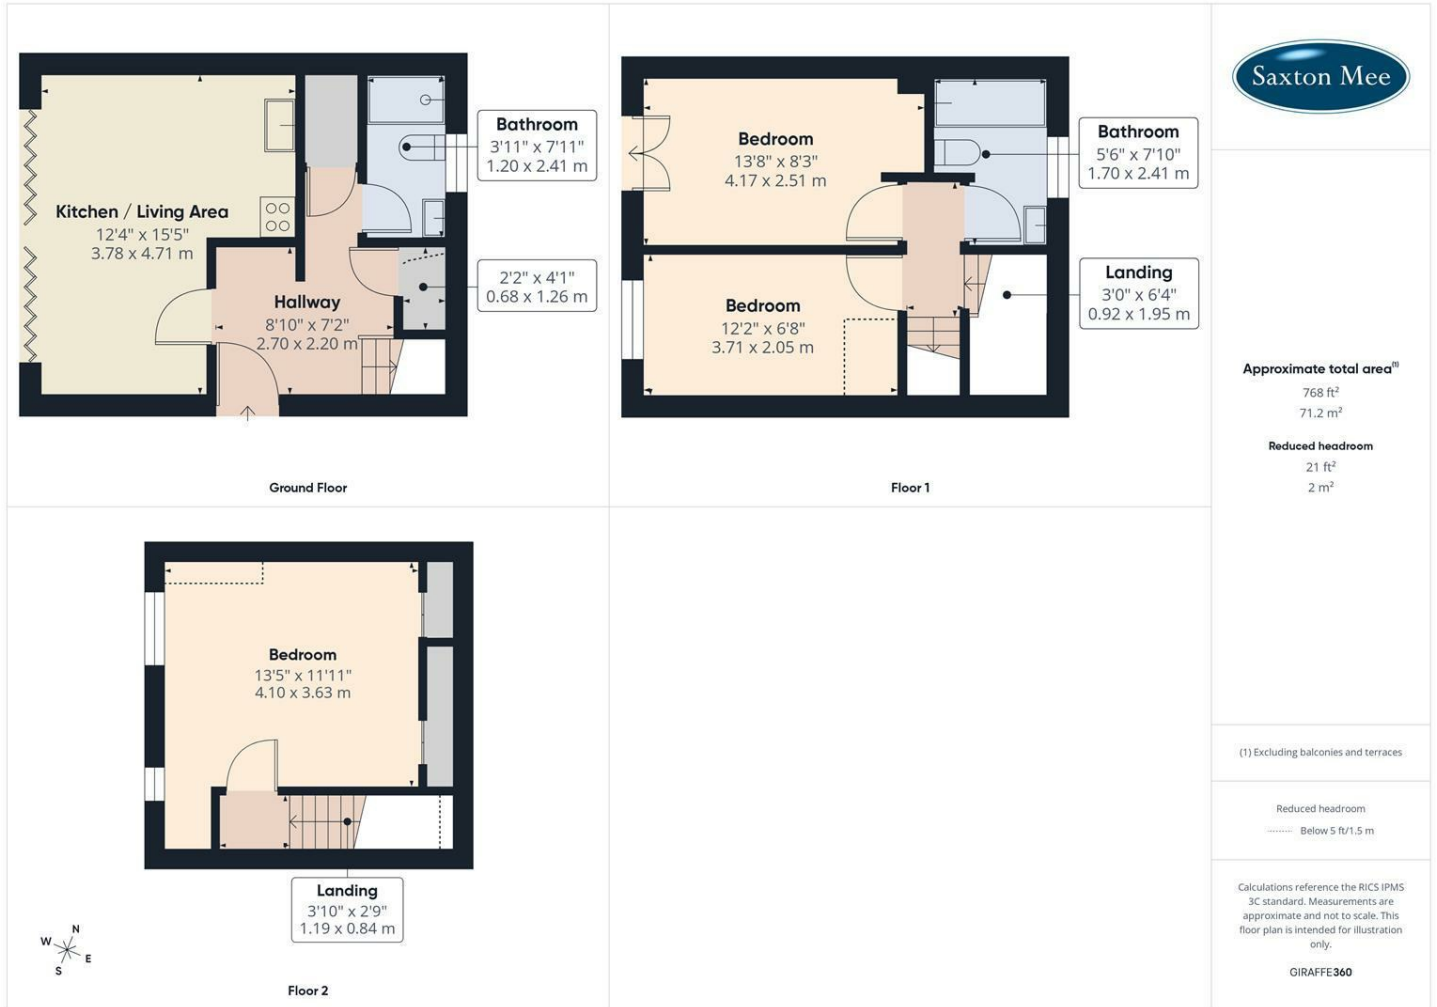 Kitchen / Living Area
12'4" x 15'5"
3.78 x 4.71 m
Hallway
8'10" x 7'2"
2.70 x 2.20 m
Bathroom
3'11" x 7'11"
1.20 x 2.41 m
2'2" x 4'1"
0.68 x 1.26 m
Ground Floor
Bedroom
13'8" x 8'3"
4.17 x 2.51 m
Bedroom
12'2" x 6'8"
3.71 x 2.05 m
Bathroom
5'6" x 7'10"
1.70 x 2.41 m
Landing
3'0" x 6'4"
0.92 x 1.95 m
Floor 1
Bedroom
13'5" x 11'11"
4.10 x 3.63 m
Landing
3'10" x 2'9"
1.19 x 0.84 m
N
W
E
S
Floor 2
Saxton Mee
Approximate total area⁽¹⁾
768 ft²
71.2 m²
Reduced headroom
21 ft²
2 m²
(1) Excluding balconies and terraces
Reduced headroom
Below 5 ft/1.5 m
Calculations reference the RICS IPMS
3C standard. Measurements are
approximate and not to scale. This
floor plan is intended for illustration
only.
GIRAFFE360